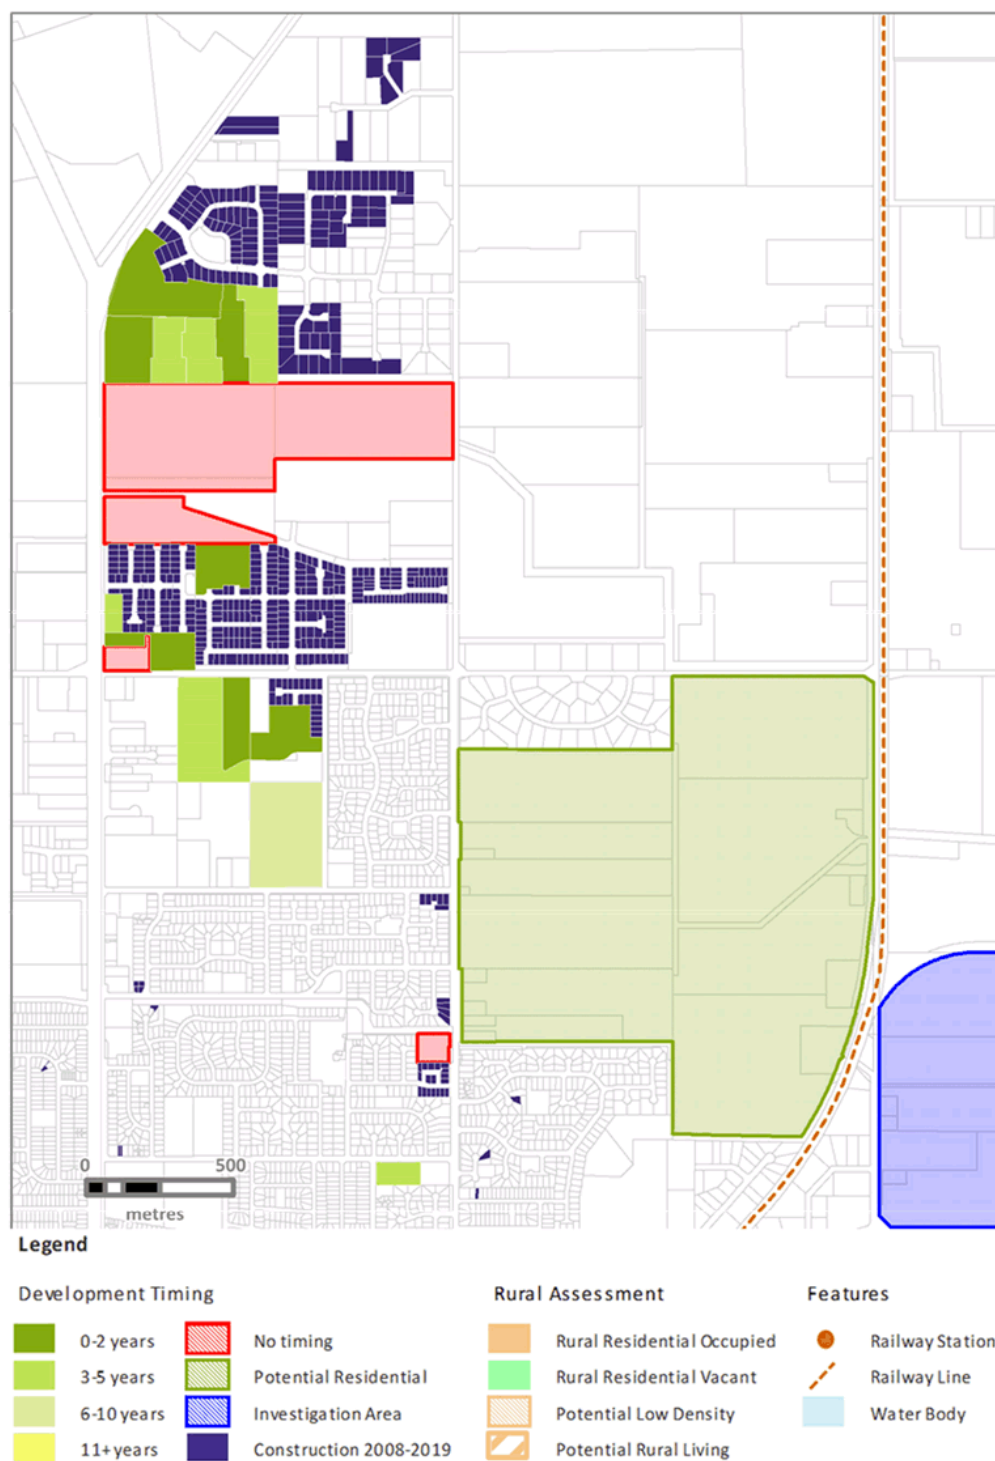 0 500
metres
Legend
Development Timing
0-2 years
3-5 years
6-10 years
11+ years
No timing
Potential Residential
Investigation Area
Construction 2008-2019
Rural Assessment
Rural Residential Occupied
Rural Residential Vacant
Potential Low Density
Potential Rural Living
Features
Railway Station
Railway Line
Water Body